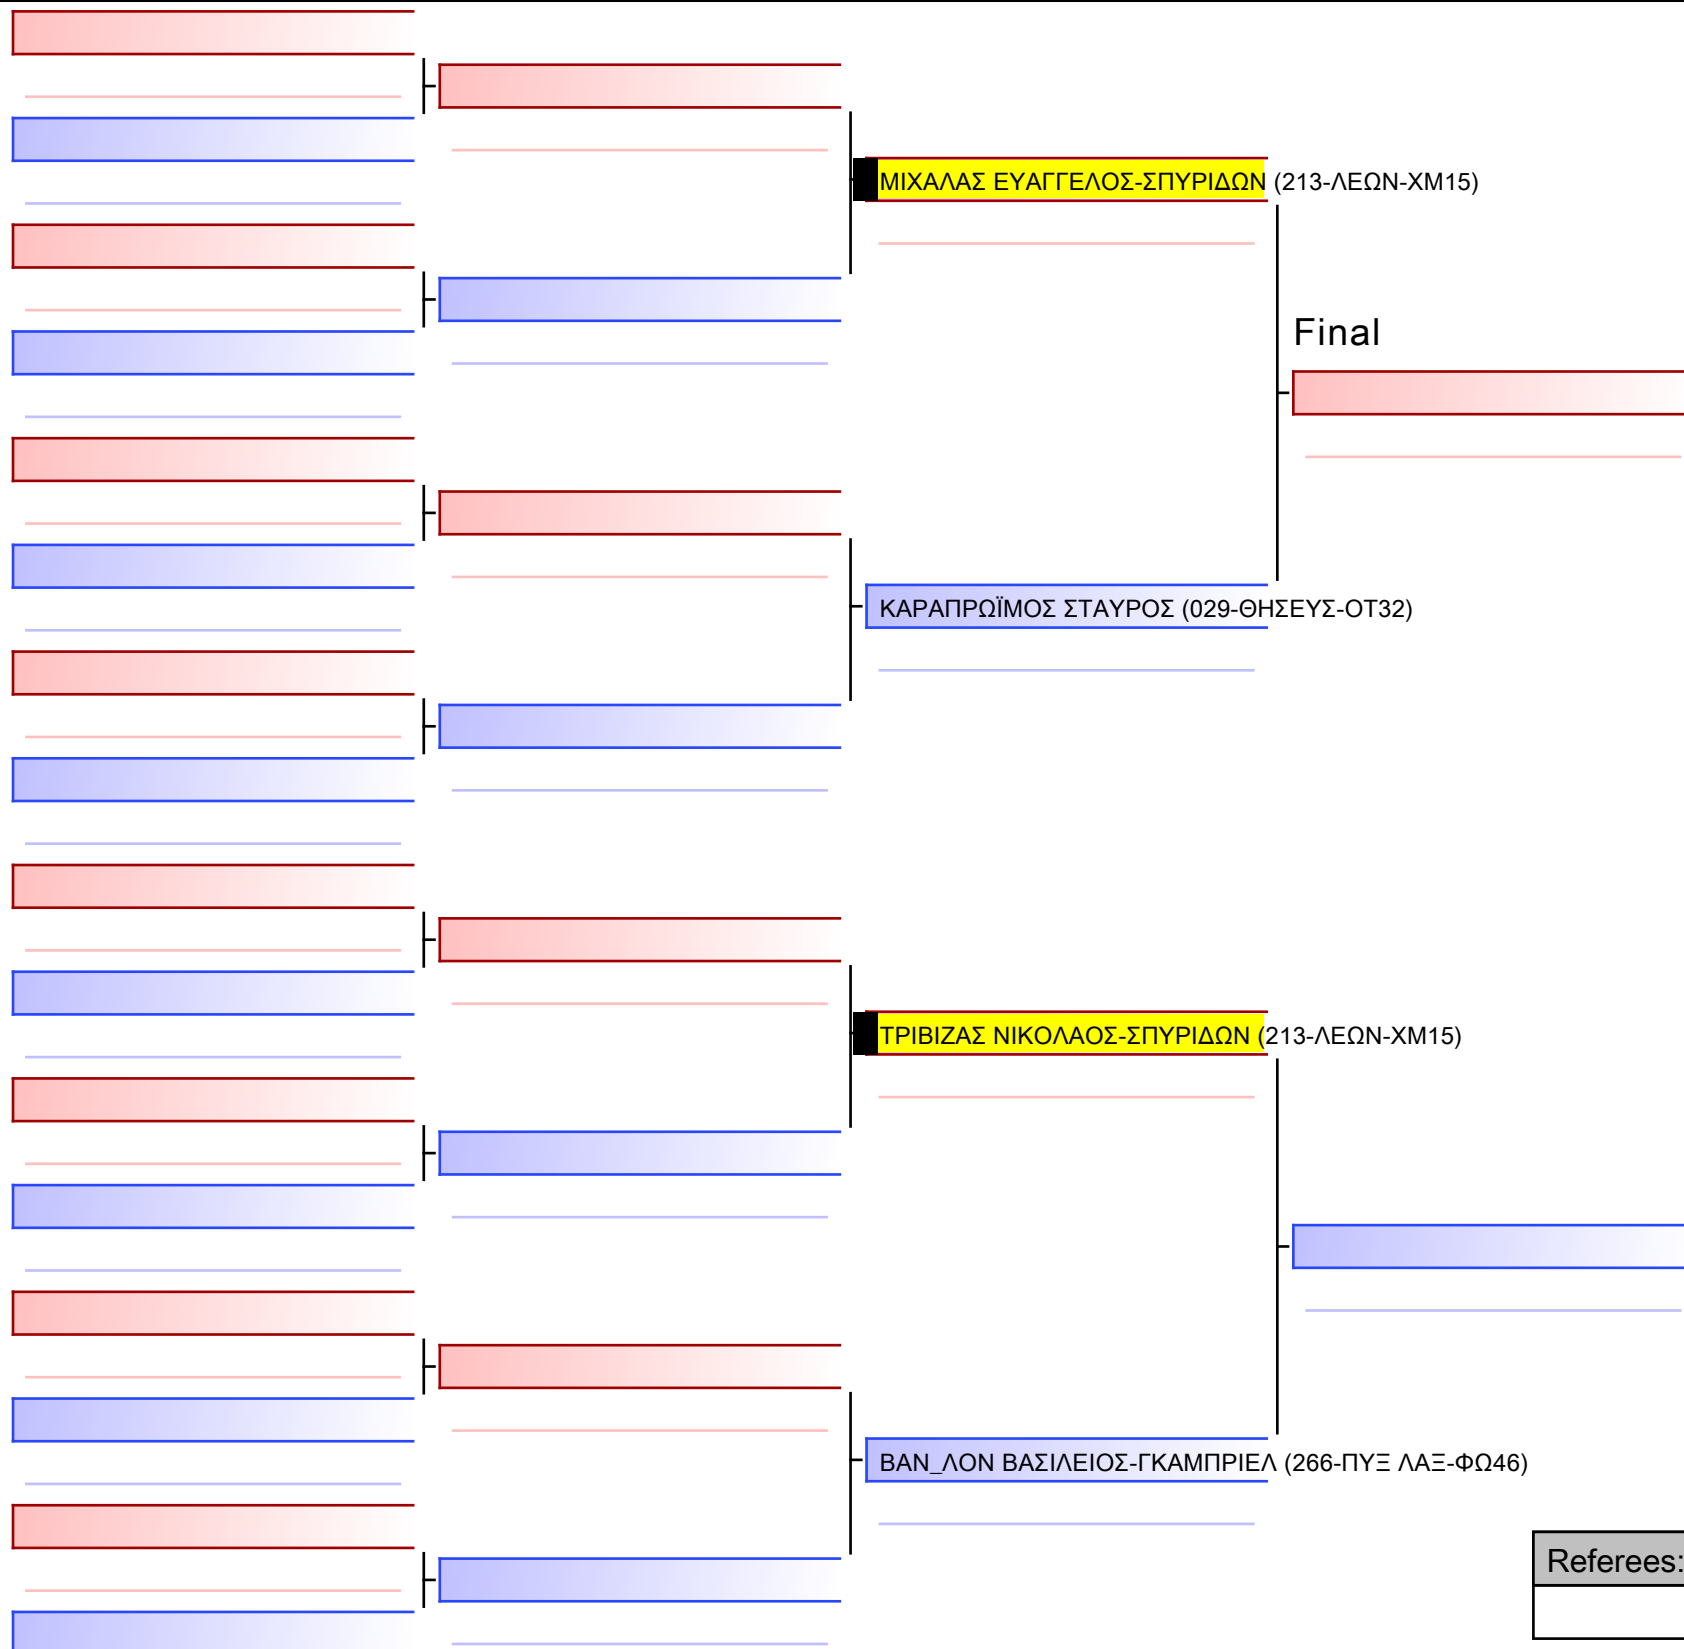 ΜΙΧΑΛΑΣ ΕΥΑΓΓΕΛΟΣ-ΣΠΥΡΙΔΩΝ (213-ΛΕΩΝ-ΧΜ15)
Final
ΚΑΡΑΠΡΩΪΜΟΣ ΣΤΑΥΡΟΣ (029-ΘΗΣΕΥΣ-ΟΤ32)
ΤΡΙΒΙΖΑΣ ΝΙΚΟΛΑΟΣ-ΣΠΥΡΙΔΩΝ (213-ΛΕΩΝ-ΧΜ15)
ΒΑΝ_ΛΟΝ ΒΑΣΙΛΕΙΟΣ-ΓΚΑΜΠΡΙΕΛ (266-ΠΥΞ ΛΑΞ-ΦΩ46)
Referees: